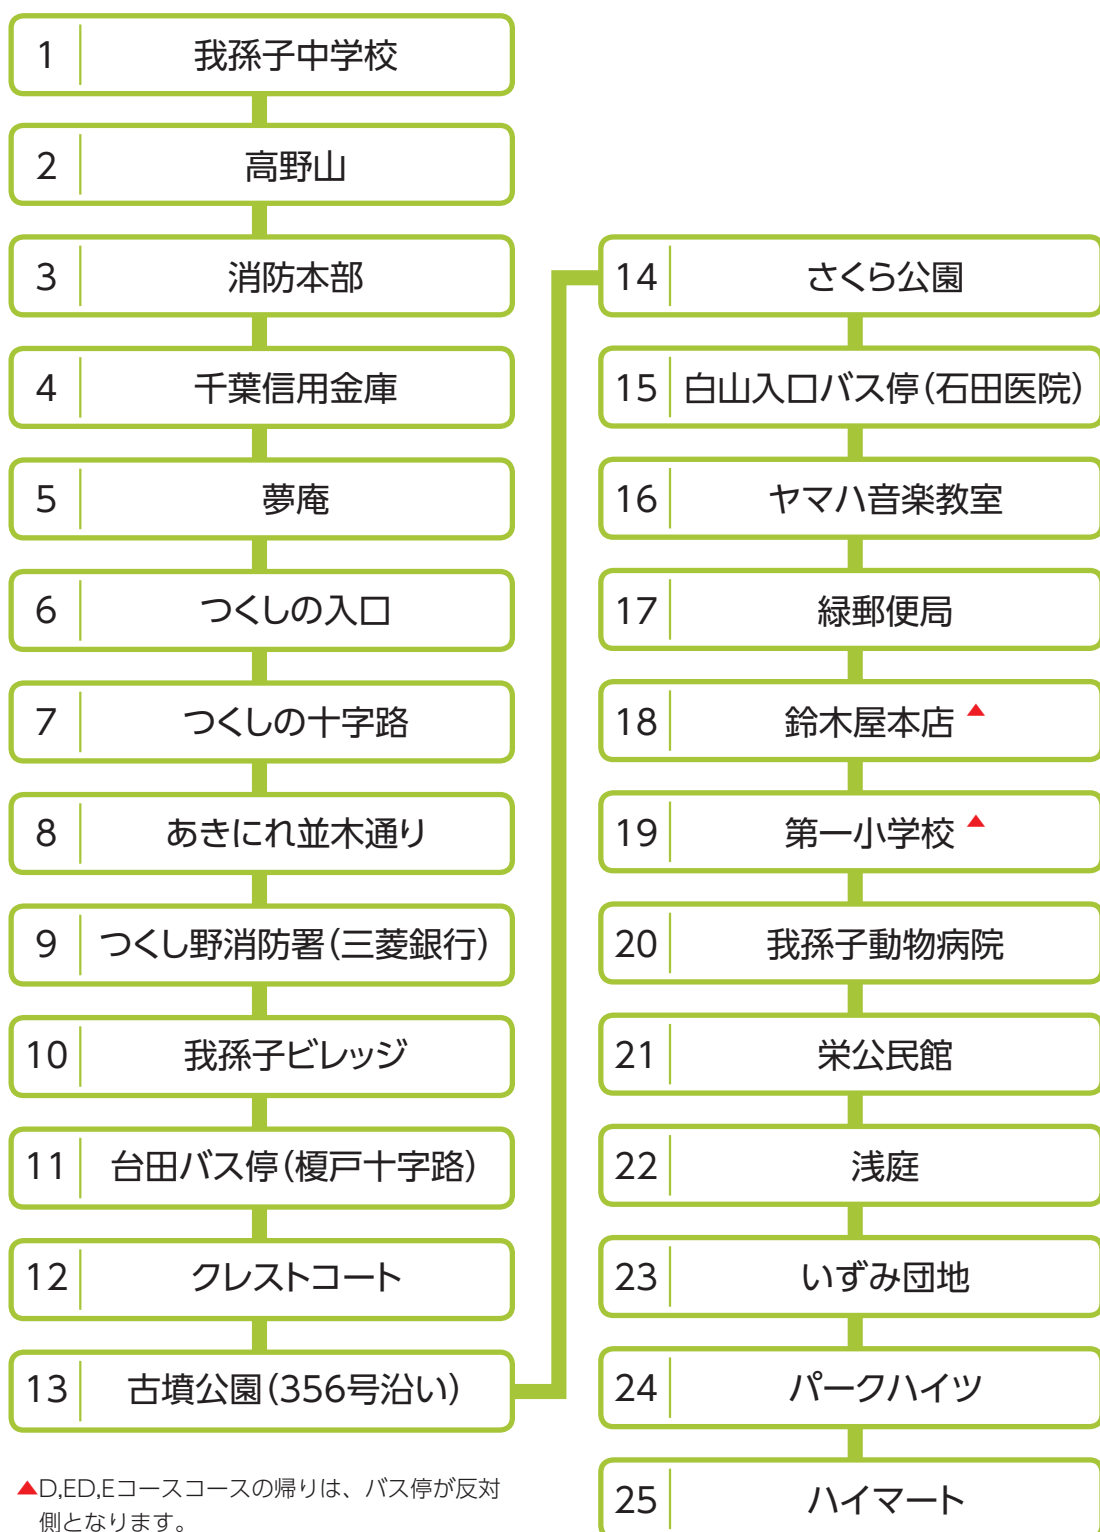 1 我孫子中学校
2 高野山
3 消防本部
4 千葉信用金庫
5 夢庵
6 つくしの入口
7 つくしの十字路
8 あきにれ並木通り
9 つくし野消防署(三菱銀行)
10 我孫子ビレッジ
11 台田バス停(榎戸十字路)
12 クレストコート
13 古墳公園(356号沿い)
14 さくら公園
15 白山入口バス停(石田医院)
16 ヤマハ音楽教室
17 緑郵便局
18 鈴木屋本店▲
19 第一小学校▲
20 我孫子動物病院
21 栄公民館
22 浅庭
23 いずみ団地
24 パークハイツ
25 ハイマート
▲D,ED,Eコースコースの帰りは、バス停が反対
側となります。